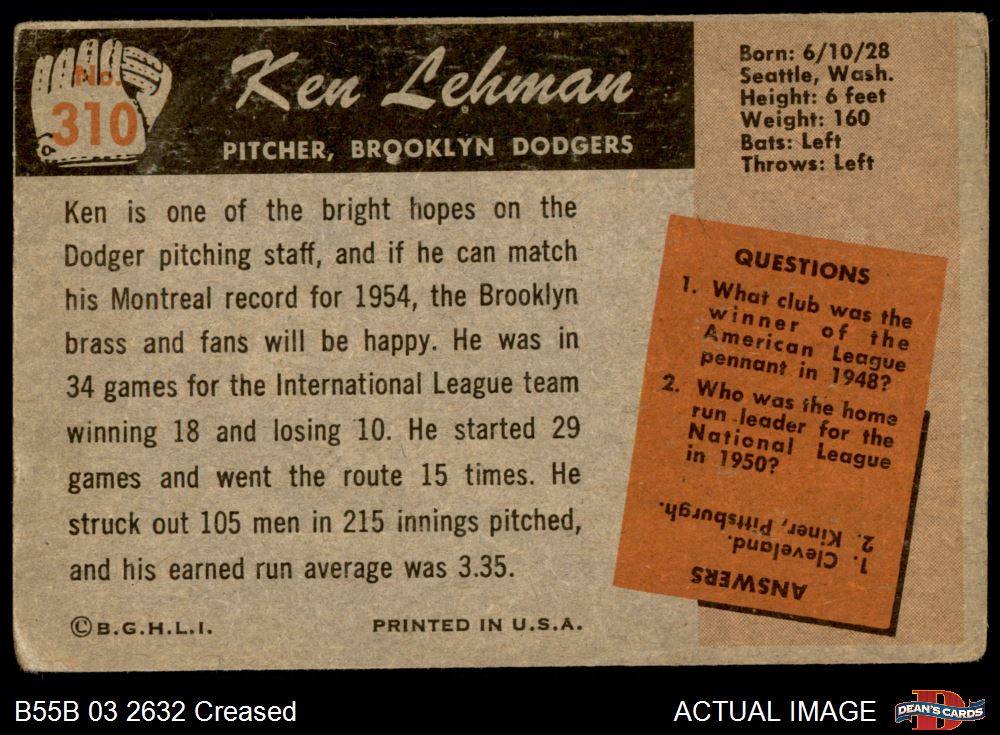 No.
310
Ken Lehman
PITCHER, BROOKLYN DODGERS
Born: 6/10/28
Seattle, Wash.
Height: 6 feet
Weight: 160
Bats: Left
Throws: Left
Ken is one of the bright hopes on the
Dodger pitching staff, and if he can match
his Montreal record for 1954, the Brooklyn
brass and fans will be happy. He was in
34 games for the International League team
winning 18 and losing 10. He started 29
games and went the route 15 times. He
struck out 105 men in 215 innings pitched,
and his earned run average was 3.35.
©B.G.H.L.I.
PRINTED IN U.S.A.
QUESTIONS
1. What club was the
winner of the
American League
pennant in 1948?
2. Who was the home
run leader for the
National League
in 1950?
ANSWERS
1. Cleveland.
2. Kiner, Pittsburgh.
B55B 03 2632 Creased
ACTUAL IMAGE
D
DEAN'S CARDS